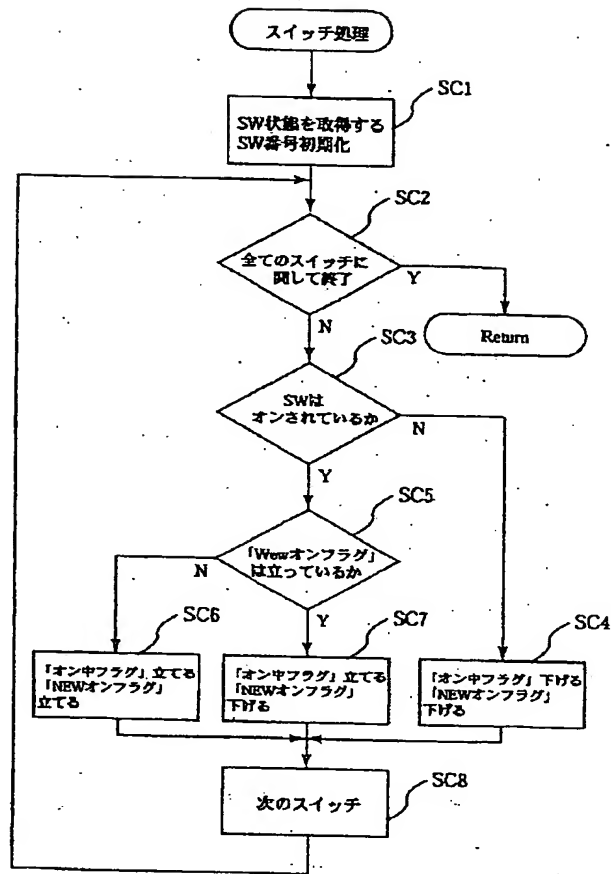 スイッチ処理
SC1
SW状態を取得する
SW番号初期化
SC2
全てのスイッチに
関して終了
Y
N
Return
SC3
SWは
オンされているか
N
Y
SC5
「Wewオンフラグ」
は立っているか
N
Y
SC6
SC7
SC4
「オン中フラグ」立てる
「NEWオンフラグ」
立てる
「オン中フラグ」立てる
「NEWオンフラグ」
下げる
「オン中フラグ」下げる
「NEWオンフラグ」
下げる
SC8
次のスイッチ